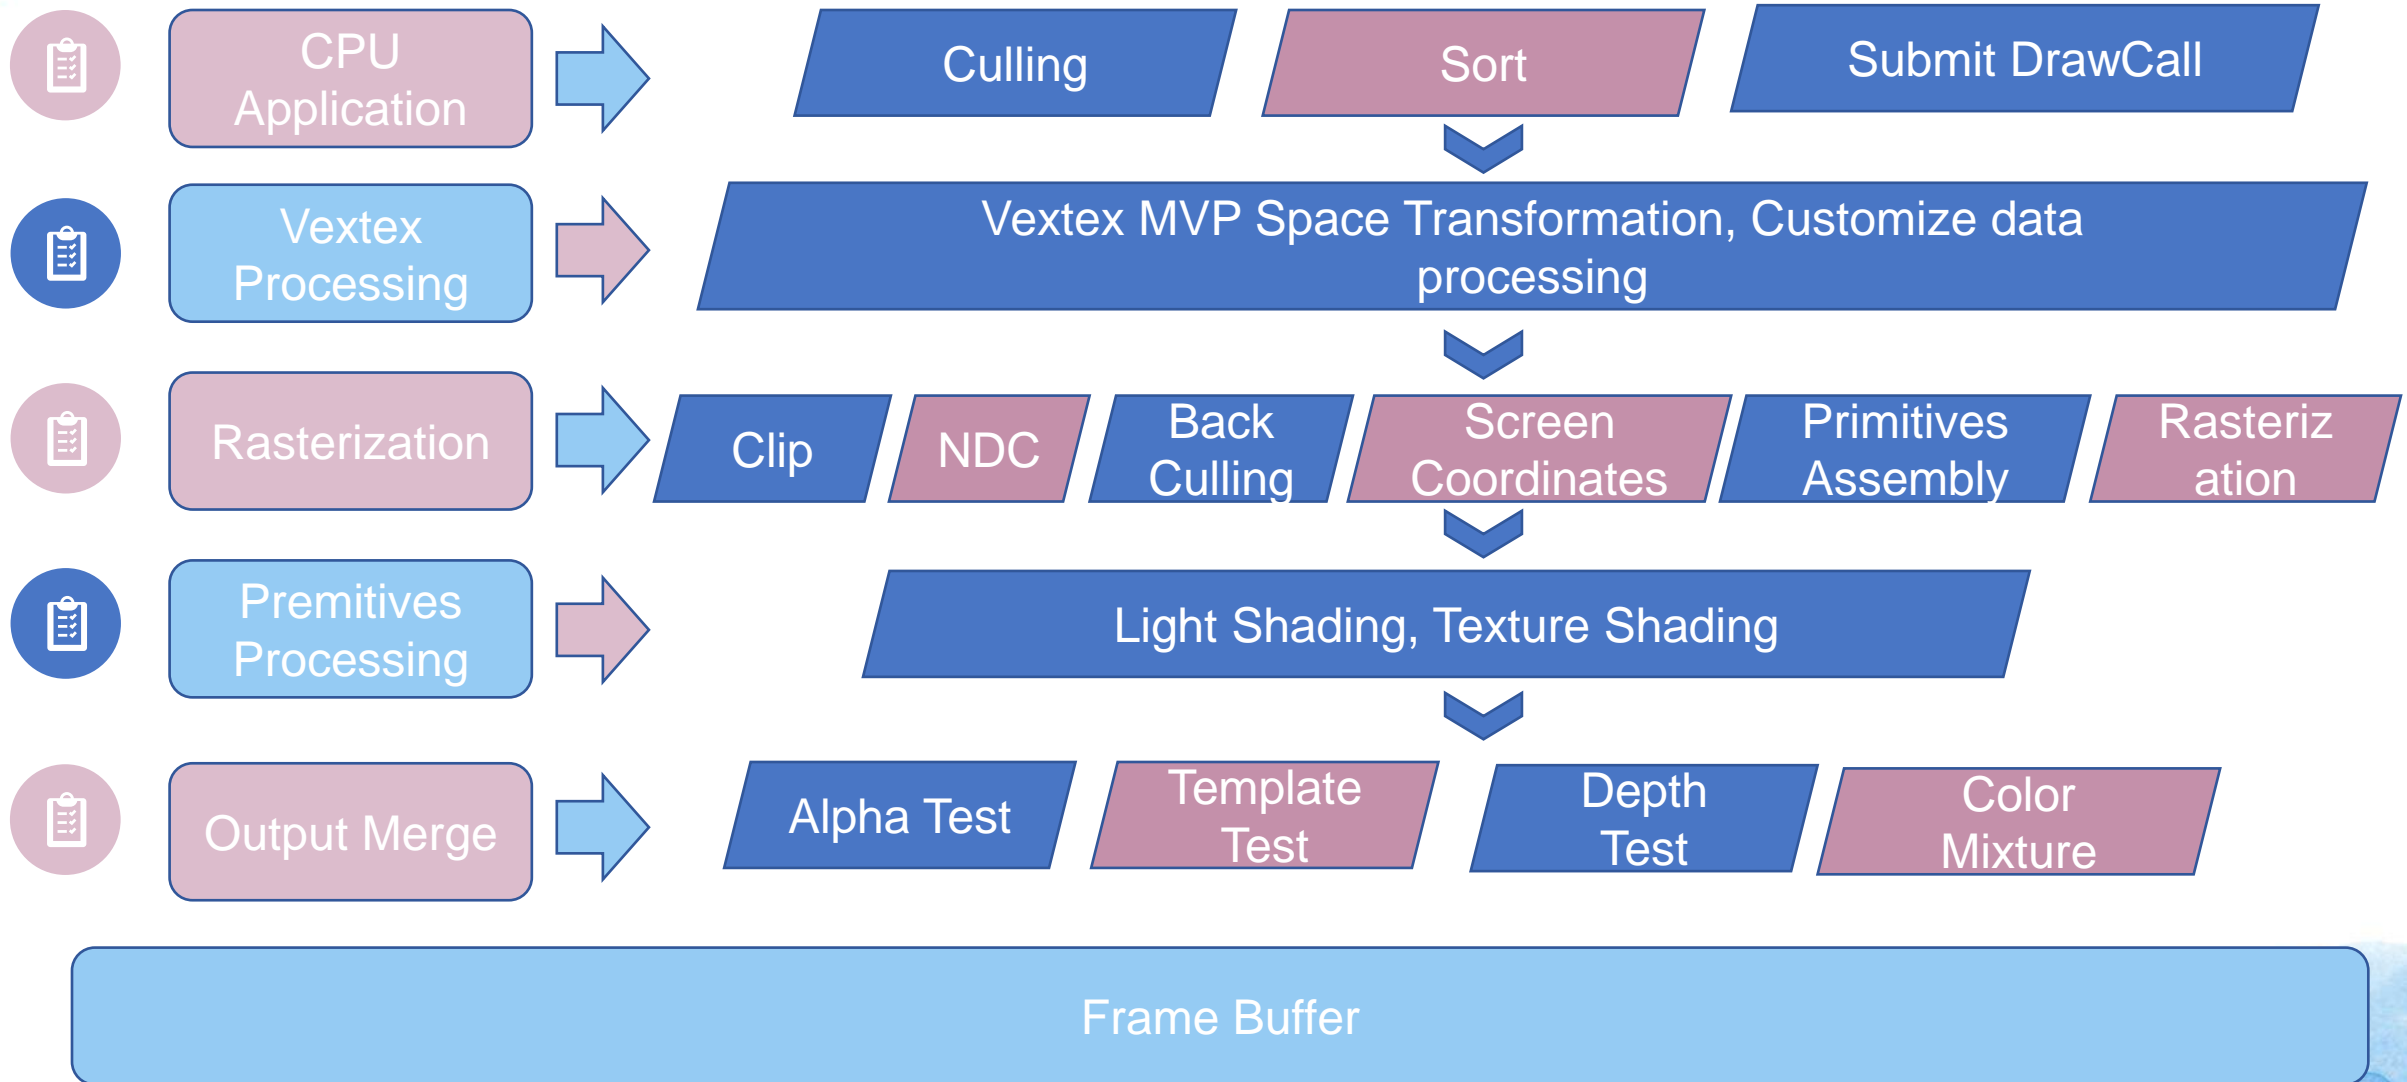 CPU
Application
Culling
Sort
Submit DrawCall
Vextex
Processing
Vextex MVP Space Transformation, Customize data
processing
Rasterization
Clip
NDC
Back
Culling
Screen
Coordinates
Primitives
Assembly
Rasteriz
ation
Premitives
Processing
Light Shading, Texture Shading
Output Merge
Alpha Test
Template
Test
Depth
Test
Color
Mixture
Frame Buffer